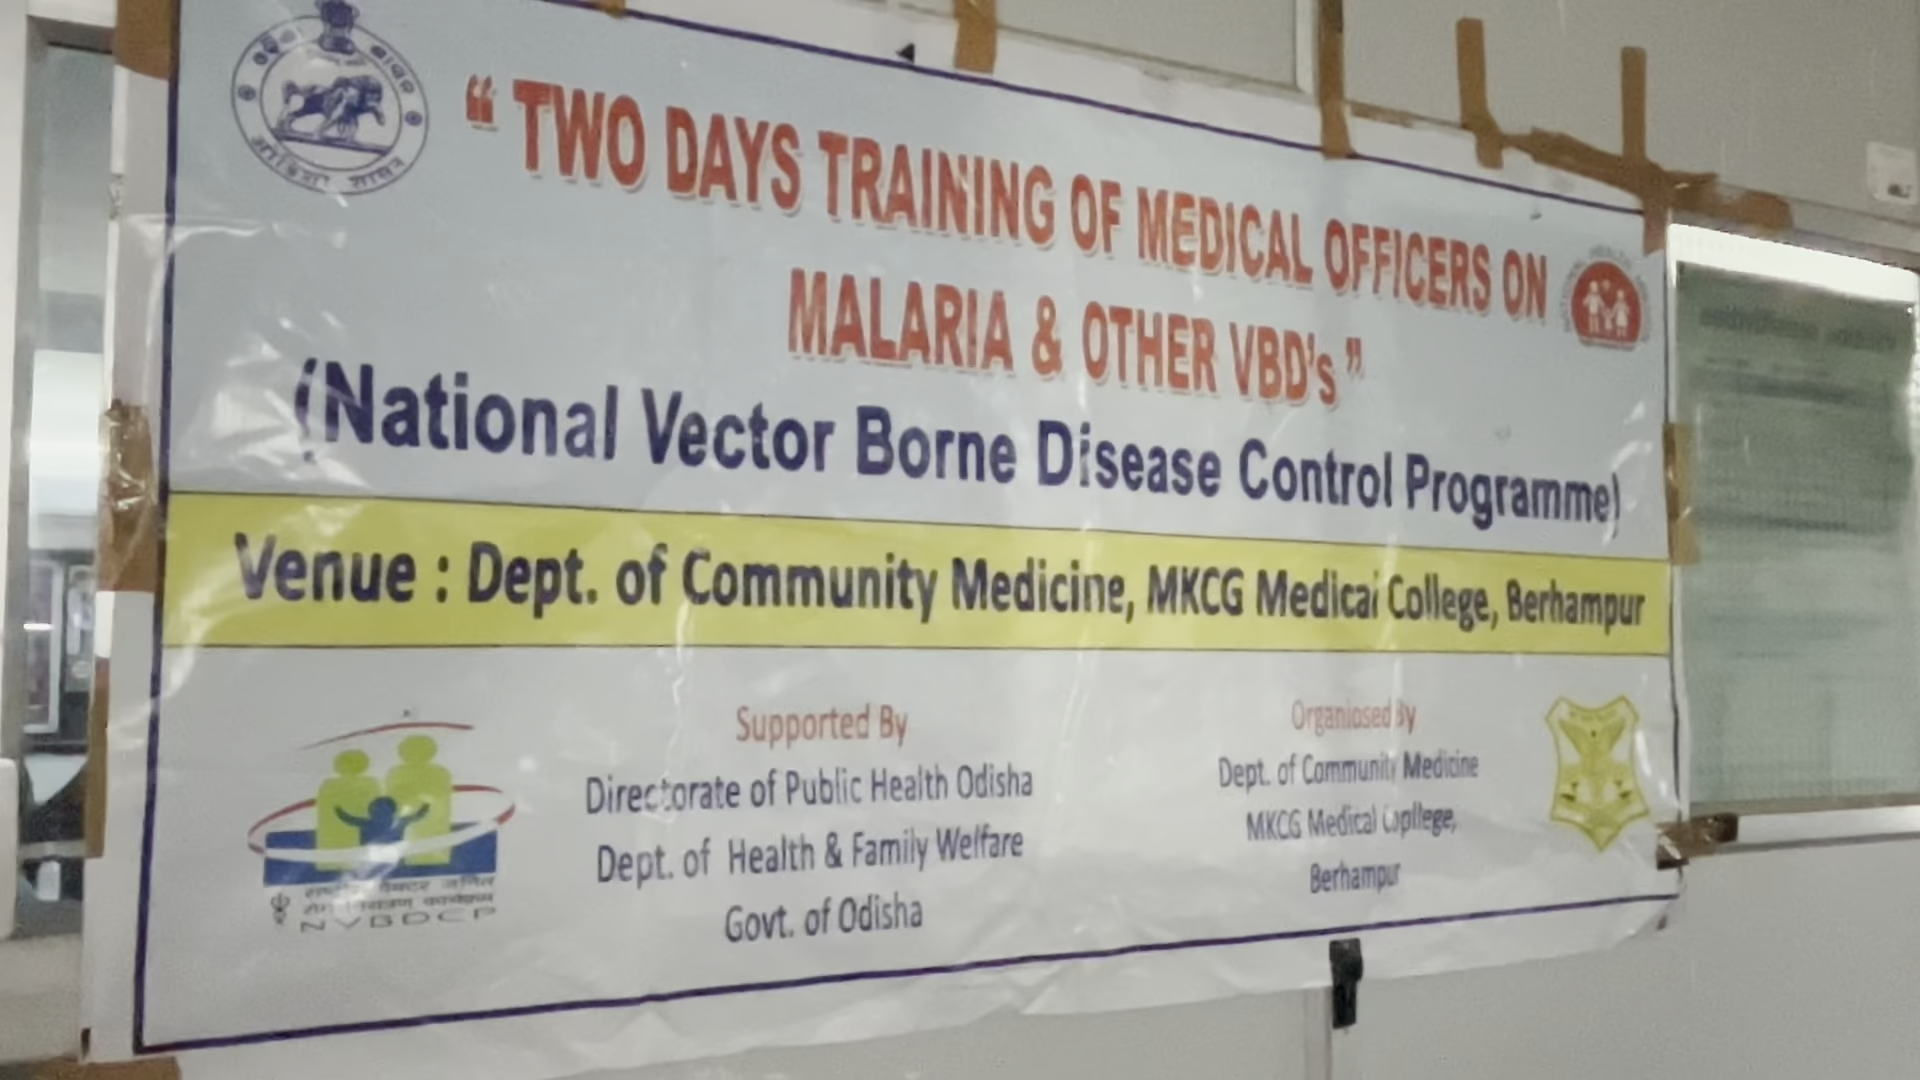 “ TWO DAYS TRAINING OF MEDICAL OFFICERS ON
MALARIA & OTHER VBD's ”
(National Vector Borne Disease Control Programme)
Venue : Dept. of Community Medicine, MKCG Medical College, Berhampur
Supported By
Directorate of Public Health Odisha
Dept. of Health & Family Welfare
Govt. of Odisha
Organiosed By
Dept. of Community Medicine
MKCG Medical Copllege,
Berhampur
NVBDCP